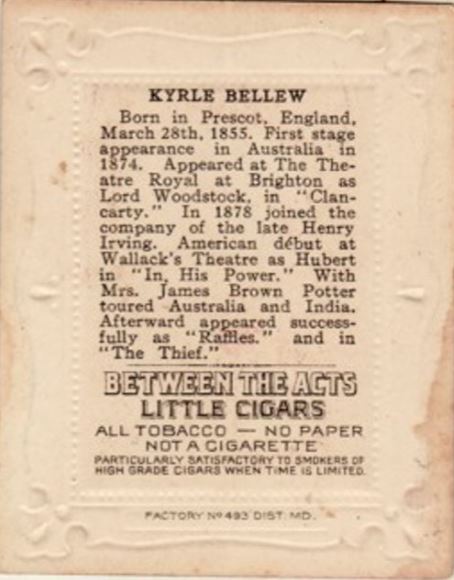 KYRLE BELLEW
Born in Prescot, England,
March 28th, 1855. First stage
appearance in Australia in
1874. Appeared at The The-
atre Royal at Brighton as
Lord Woodstock, in "Clan-
carty." In 1878 joined the
company of the late Henry
Irving. American début at
Wallack's Theatre as Hubert
in "In, His Power." With
Mrs. James Brown Potter
toured Australia and India.
Afterward appeared success-
fully as "Raffles." and in
"The Thief."
BETWEEN THE ACTS
LITTLE CIGARS
ALL TOBACCO — NO PAPER
NOT A CIGARETTE
PARTICULARLY SATISFACTORY TO SMOKERS OF
HIGH GRADE CIGARS WHEN TIME IS LIMITED.
FACTORY Nº 493 DIST. MD.